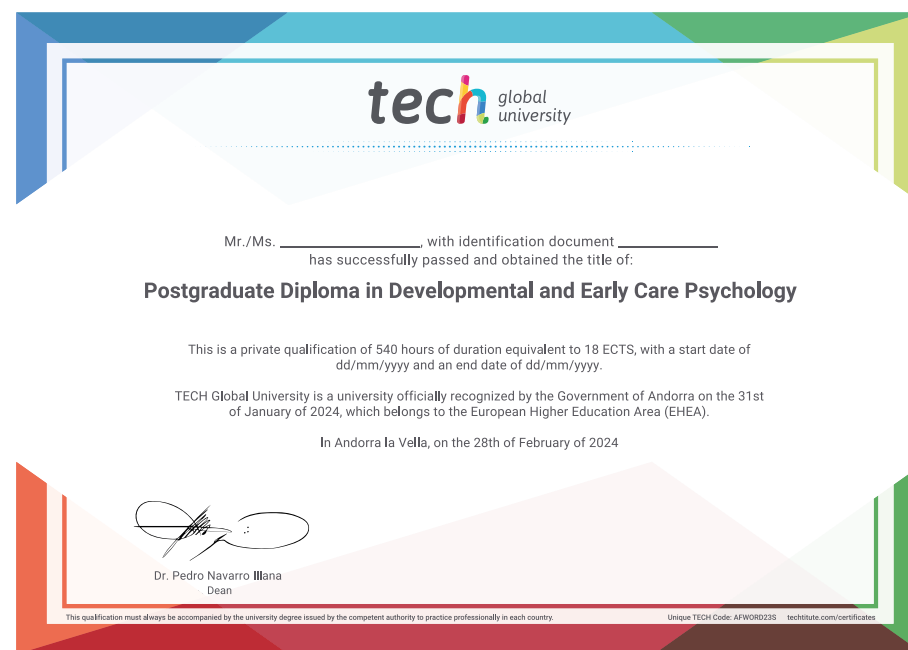 tech global
university
Mr./Ms. ____________________, with identification document ______________
has successfully passed and obtained the title of:
Postgraduate Diploma in Developmental and Early Care Psychology
This is a private qualification of 540 hours of duration equivalent to 18 ECTS, with a start date of
dd/mm/yyyy and an end date of dd/mm/yyyy.
TECH Global University is a university officially recognized by the Government of Andorra on the 31st
of January of 2024, which belongs to the European Higher Education Area (EHEA).
In Andorra la Vella, on the 28th of February of 2024
Dr. Pedro Navarro Illana
Dean
This qualification must always be accompanied by the university degree issued by the competent authority to practice professionally in each country. Unique TECH Code: AFWORD23S techtitute.com/certificates